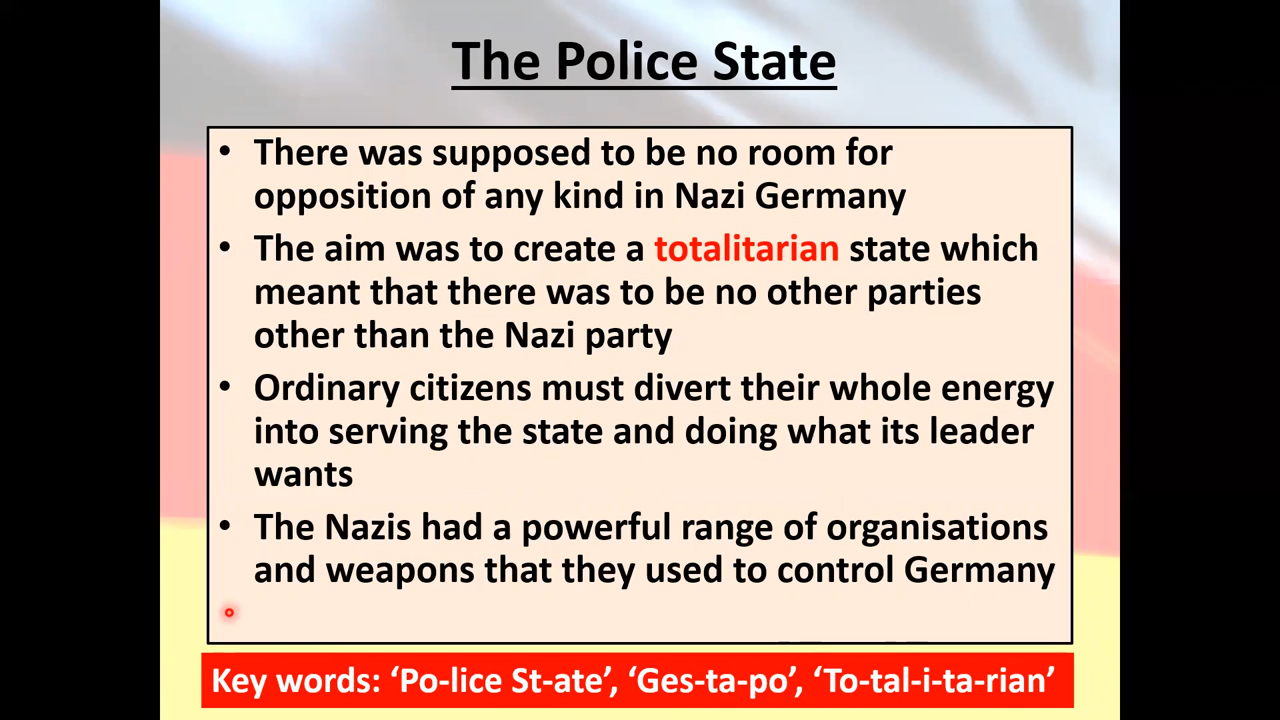 The Police State
• There was supposed to be no room for
opposition of any kind in Nazi Germany
• The aim was to create a totalitarian state which
meant that there was to be no other parties
other than the Nazi party
• Ordinary citizens must divert their whole energy
into serving the state and doing what its leader
wants
• The Nazis had a powerful range of organisations
and weapons that they used to control Germany
Key words: ‘Po-lice St-ate’, ‘Ges-ta-po’, ‘To-tal-i-ta-rian’